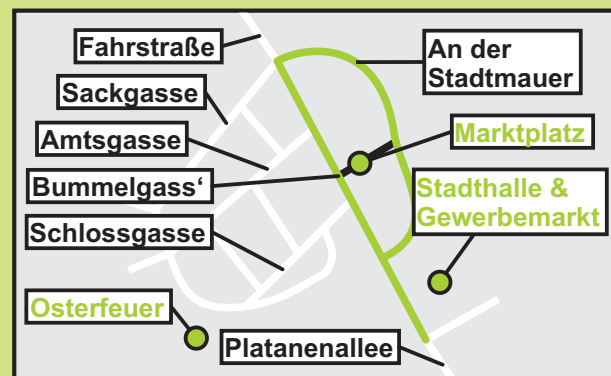 Fahrstraße
Sackgasse
Amtsgasse
Bummelgass‘
Schlossgasse
Osterfeuer
Platanenallee
An der
Stadtmauer
Marktplatz
Stadthalle &
Gewerbemarkt